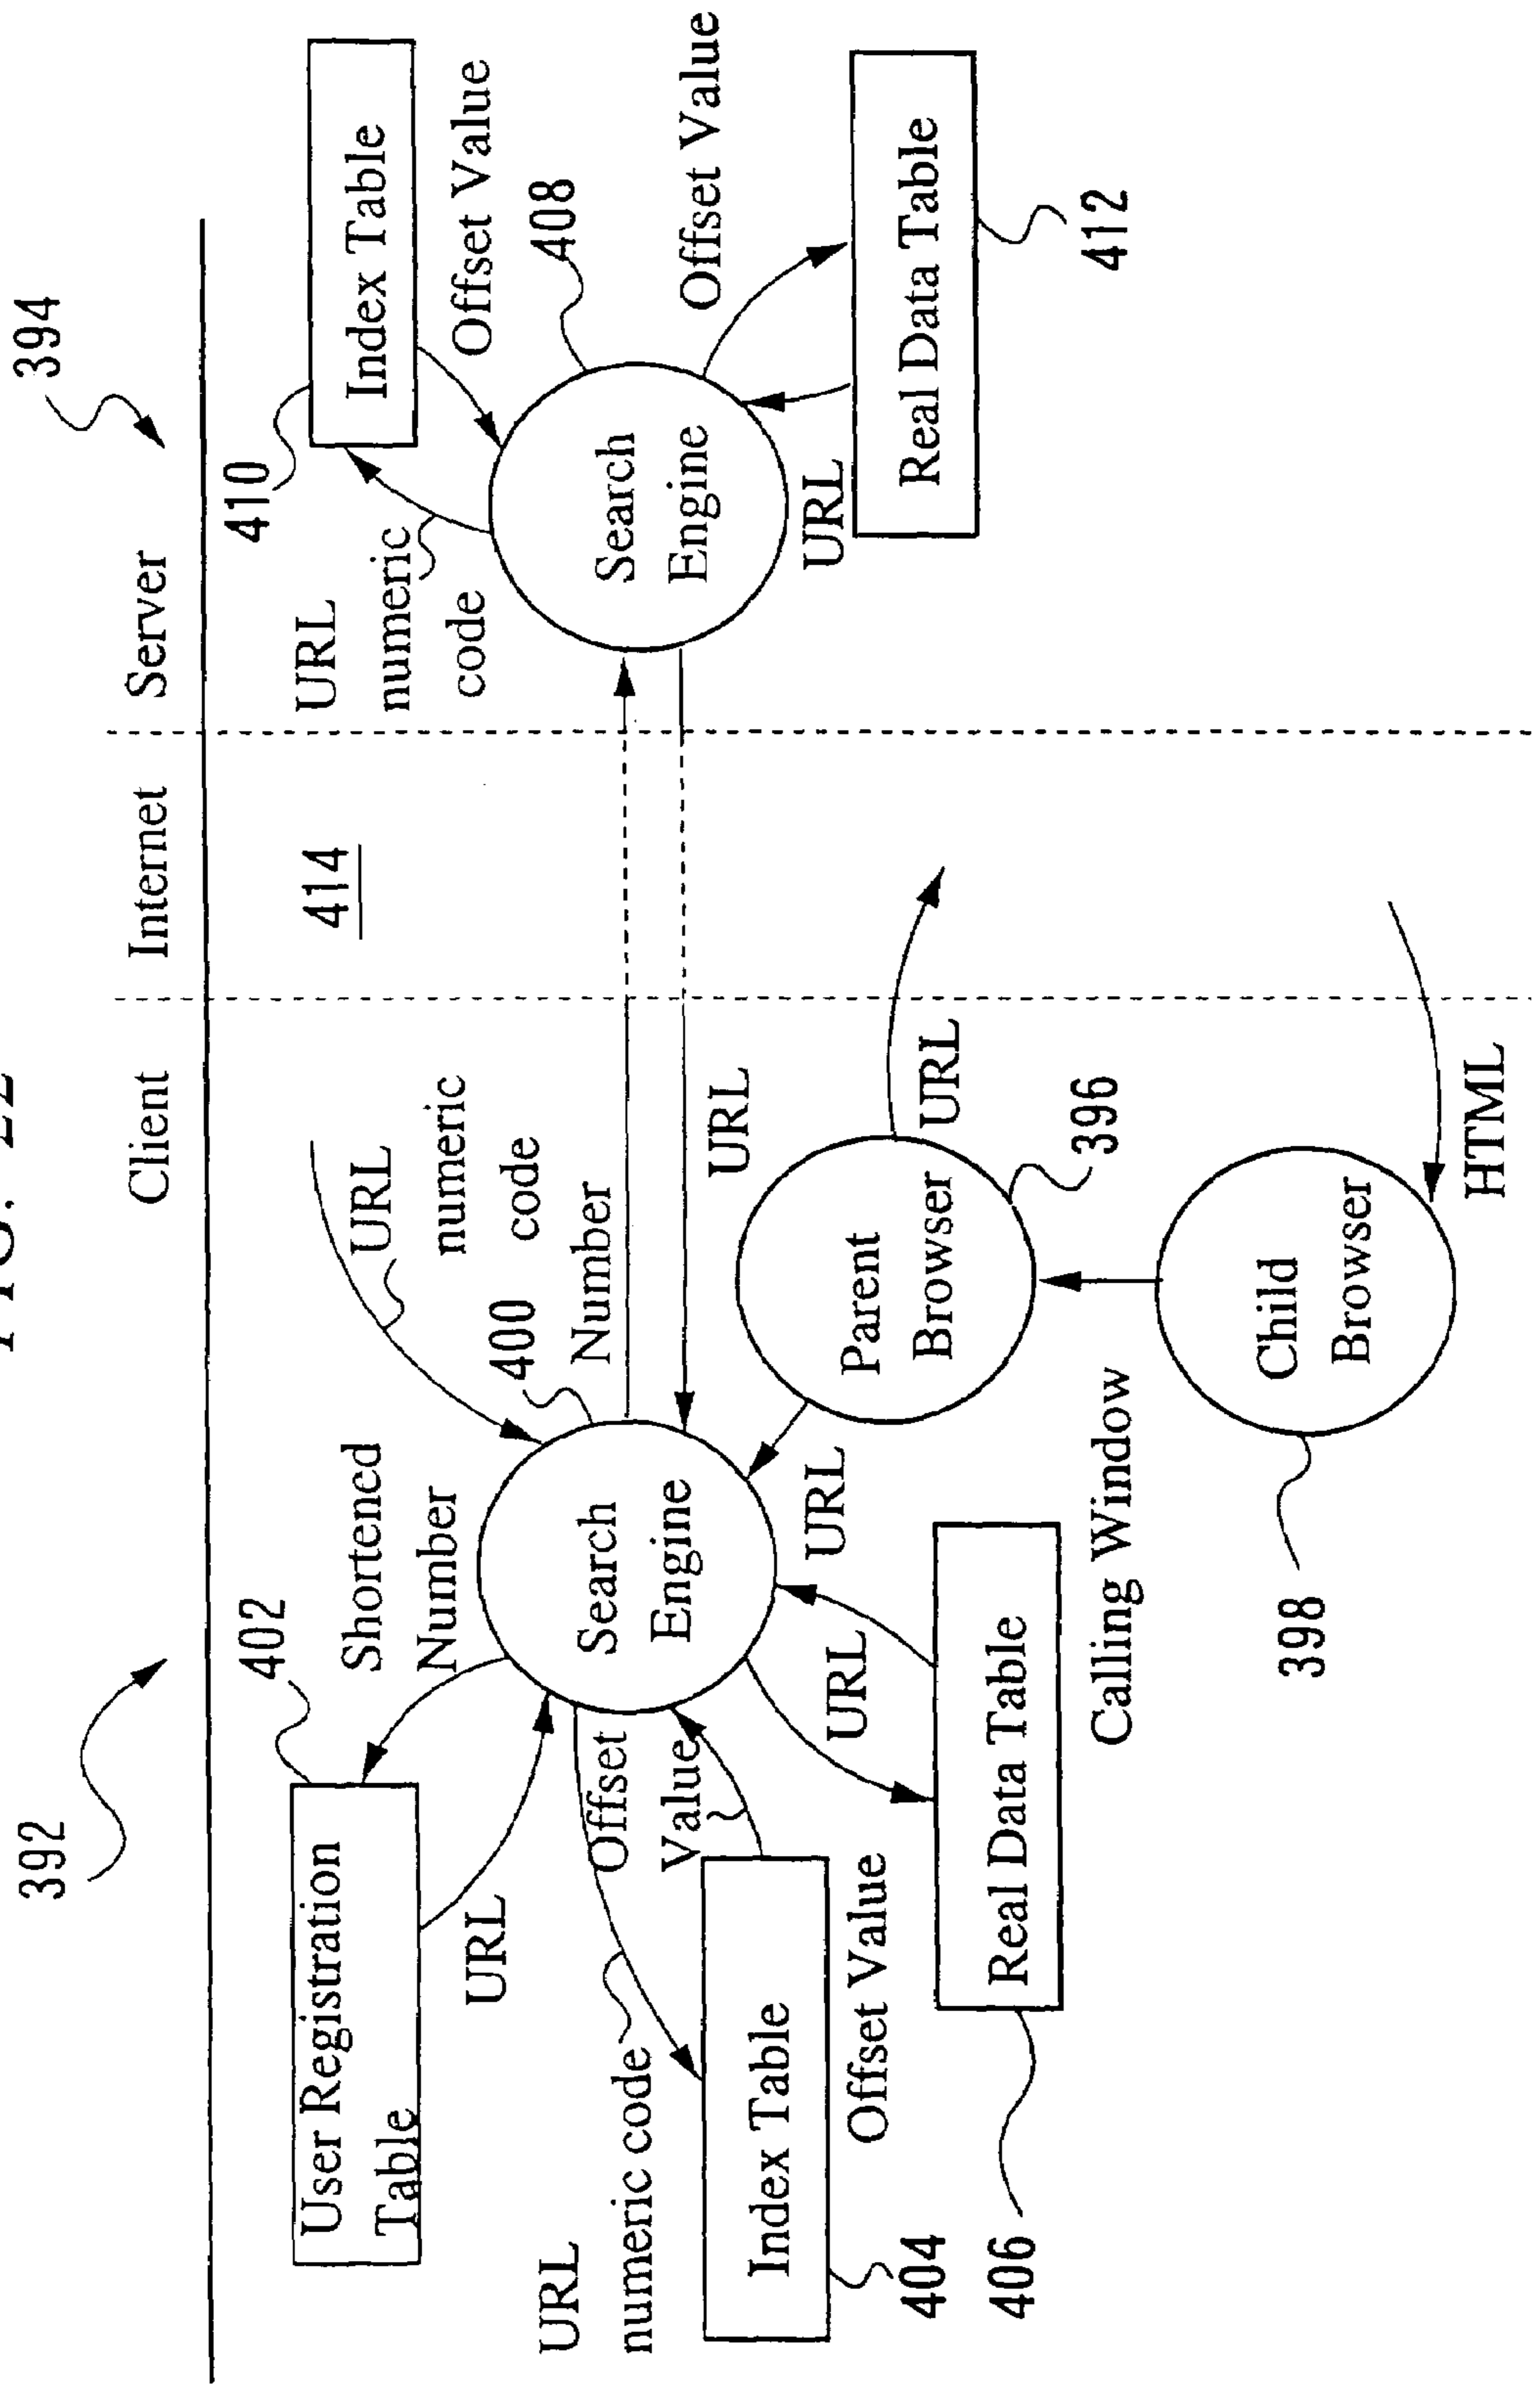 FIG. 22
392
394
Client
Internet
Server
402
User Registration
Table
Shortened
Number
URL
URL
numeric
code
400
Number
Search
Engine
URL
numeric code
Offset
Value
Index Table
404
Offset Value
URL
URL
Real Data Table
406
URL
Parent
Browser
396
URL
Calling Window
Child
Browser
398
HTML
414
URL
numeric
code
410
Index Table
Offset Value
408
Search
Engine
Offset Value
URL
Real Data Table
412